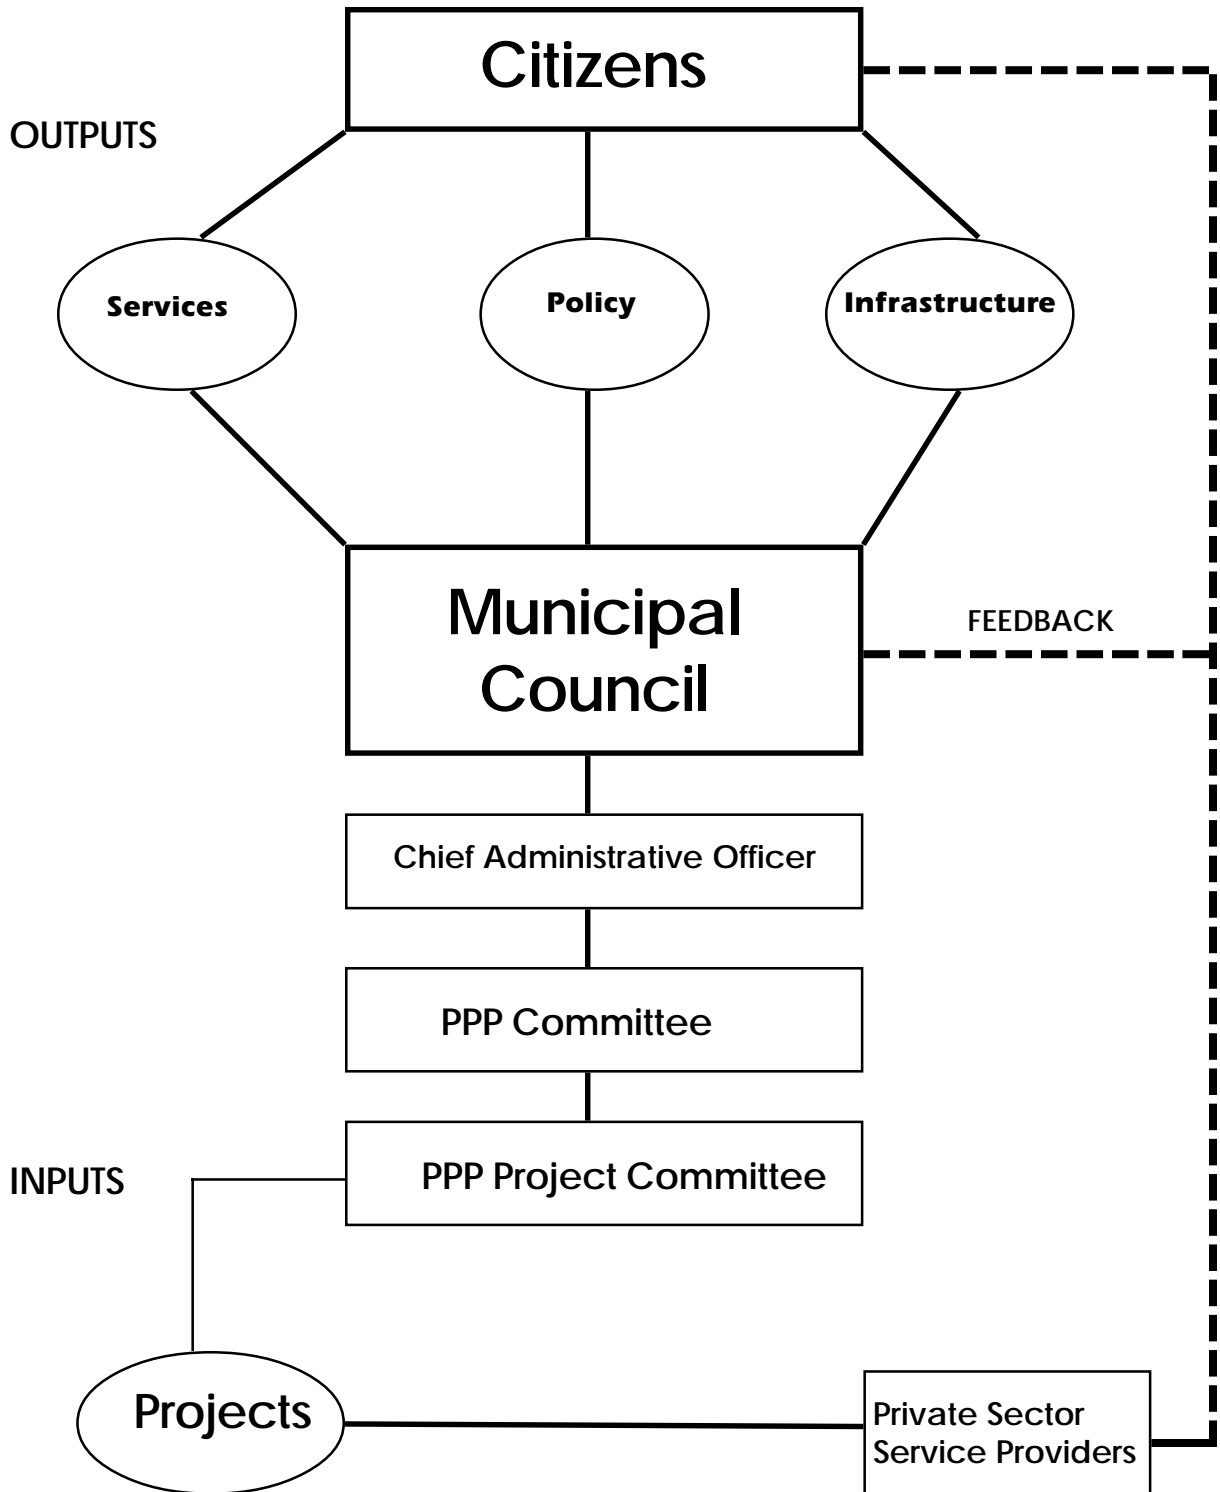 Citizens
OUTPUTS
Services
Policy
Infrastructure
Municipal
Council
FEEDBACK
Chief Administrative Officer
PPP Committee
INPUTS
PPP Project Committee
Projects
Private Sector
Service Providers